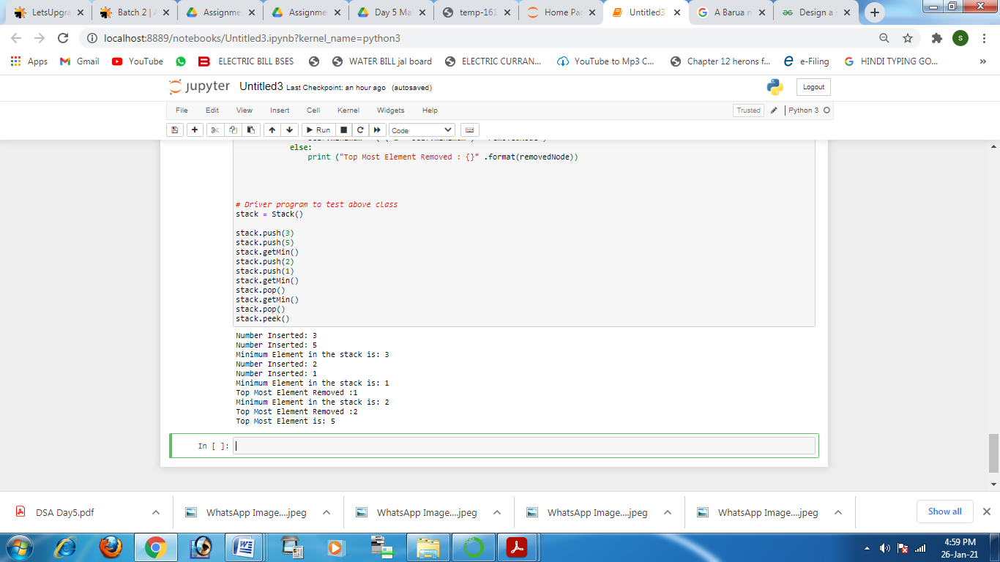 LetsUpgra
Batch 2 | A
Assignme
Assignme
Day 5 Ma
temp-161
Home Pag
Untitled3
A Barua n
Design a s
localhost:8889/notebooks/Untitled3.ipynb?kernel_name=python3
s
Apps
Gmail
YouTube
ELECTRIC BILL BSES
WATER BILL jal board
ELECTRIC CURRAN...
YouTube to Mp3 C...
Chapter 12 herons f...
e-Filing
HINDI TYPING GO...
»
jupyter Untitled3 Last Checkpoint: an hour ago (autosaved)
Logout
File Edit View Insert Cell Kernel Widgets Help
Trusted
Python 3
Run
Code
else:
print ("Top Most Element Removed : {}" .format(removedNode))
# Driver program to test above class
stack = Stack()
stack.push(3)
stack.push(5)
stack.getMin()
stack.push(2)
stack.push(1)
stack.getMin()
stack.pop()
stack.getMin()
stack.pop()
stack.peek()
Number Inserted: 3
Number Inserted: 5
Minimum Element in the stack is: 3
Number Inserted: 2
Number Inserted: 1
Minimum Element in the stack is: 1
Top Most Element Removed :1
Minimum Element in the stack is: 2
Top Most Element Removed :2
Top Most Element is: 5
In [ ]:
DSA Day5.pdf
WhatsApp Image....jpeg
WhatsApp Image....jpeg
WhatsApp Image....jpeg
WhatsApp Image....jpeg
Show all
4:59 PM
26-Jan-21